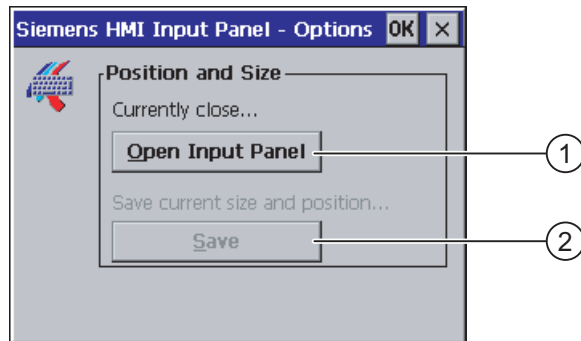 Siemens HMI Input Panel - Options OK ×
Position and Size
Currently close...
Open Input Panel
1
Save current size and position...
Save
2